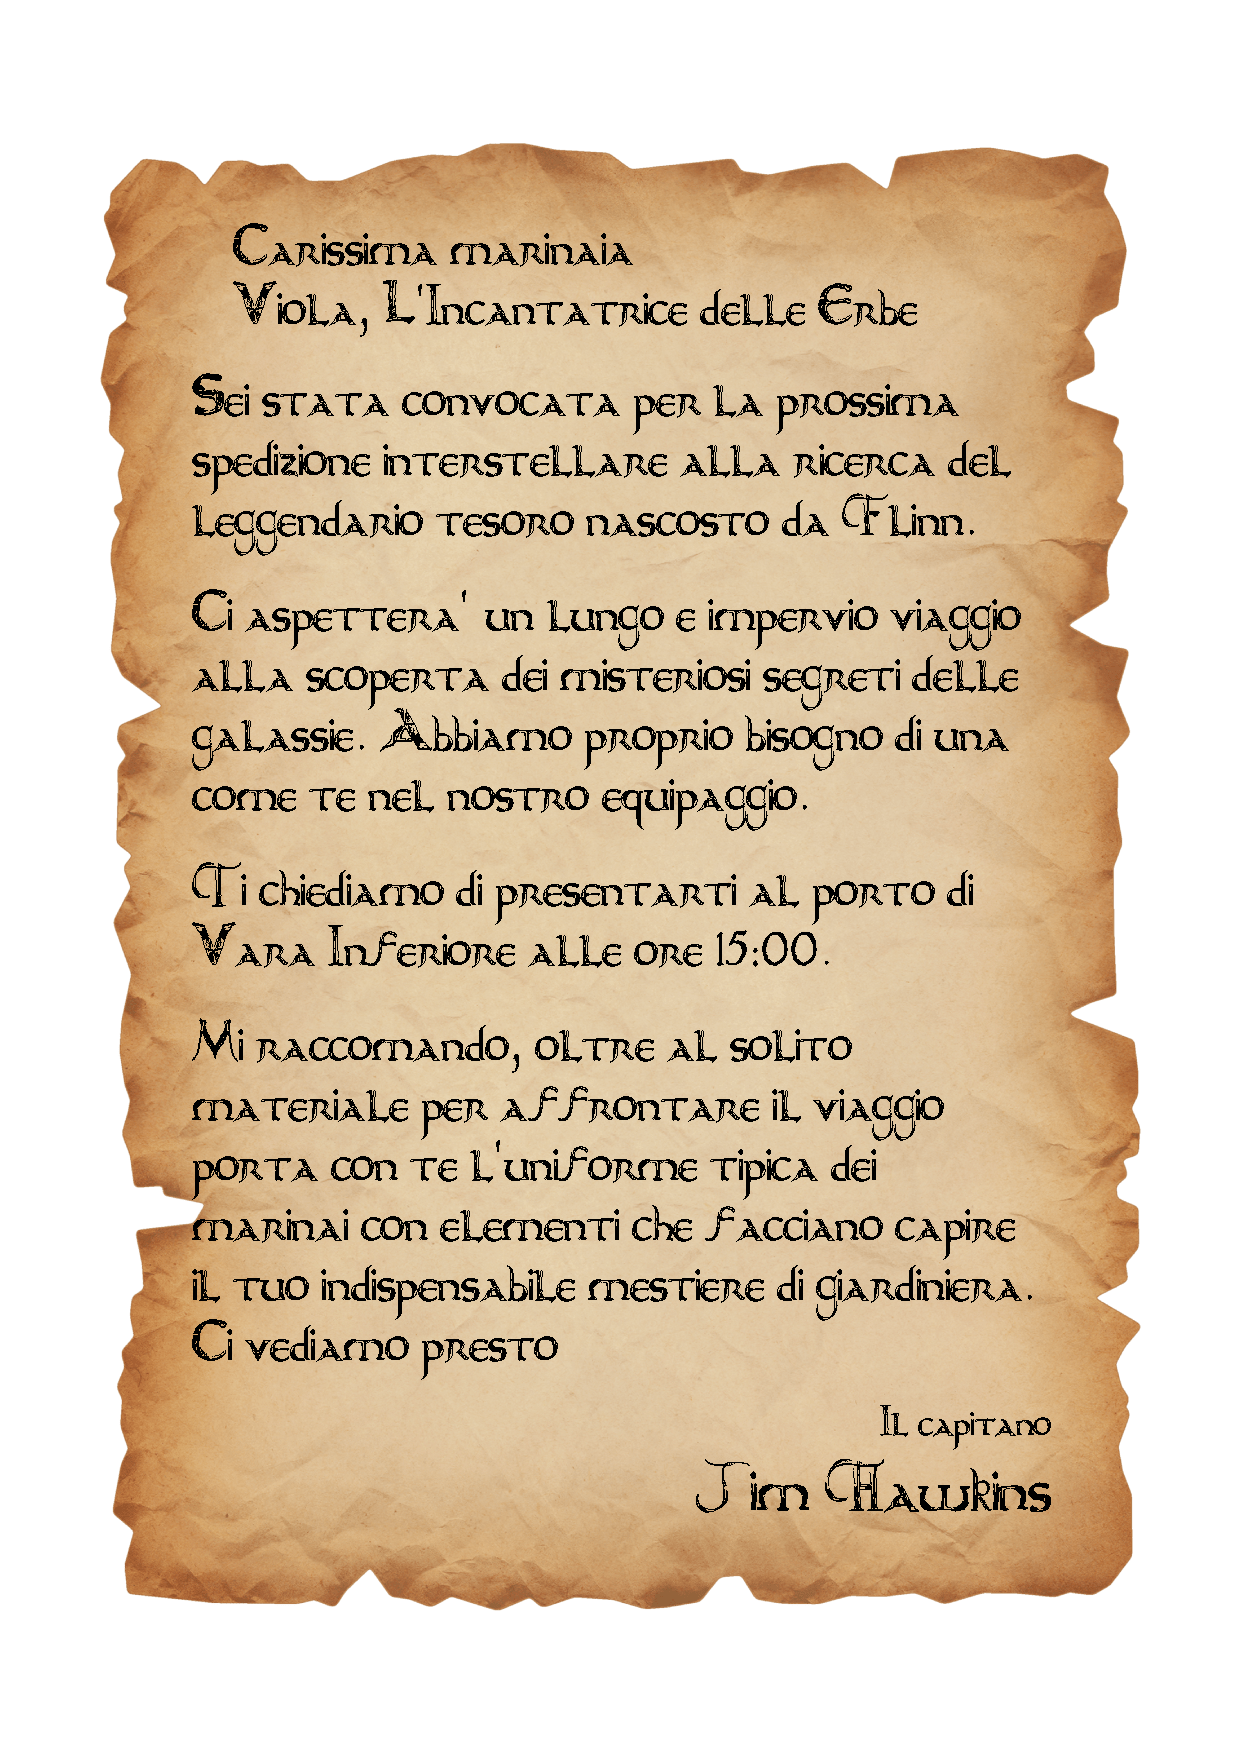 Carissima marinaia
Viola, L'Incantatrice delle Erbe
Sei stata convocata per la prossima
spedizione interstellare alla ricerca del
leggendario tesoro nascosto da Flinn.
Ci aspettera' un lungo e impervio viaggio
alla scoperta dei misteriosi segreti delle
galassie. Abbiamo proprio bisogno di una
come te nel nostro equipaggio.
Ti chiediamo di presentarti al porto di
Vara Inferiore alle ore 15:00.
Mi raccomando, oltre al solito
materiale per affrontare il viaggio
porta con te l'uniforme tipica dei
marinai con elementi che facciano capire
il tuo indispensabile mestiere di giardiniera.
Ci vediamo presto
Il capitano
Jim Hawkins